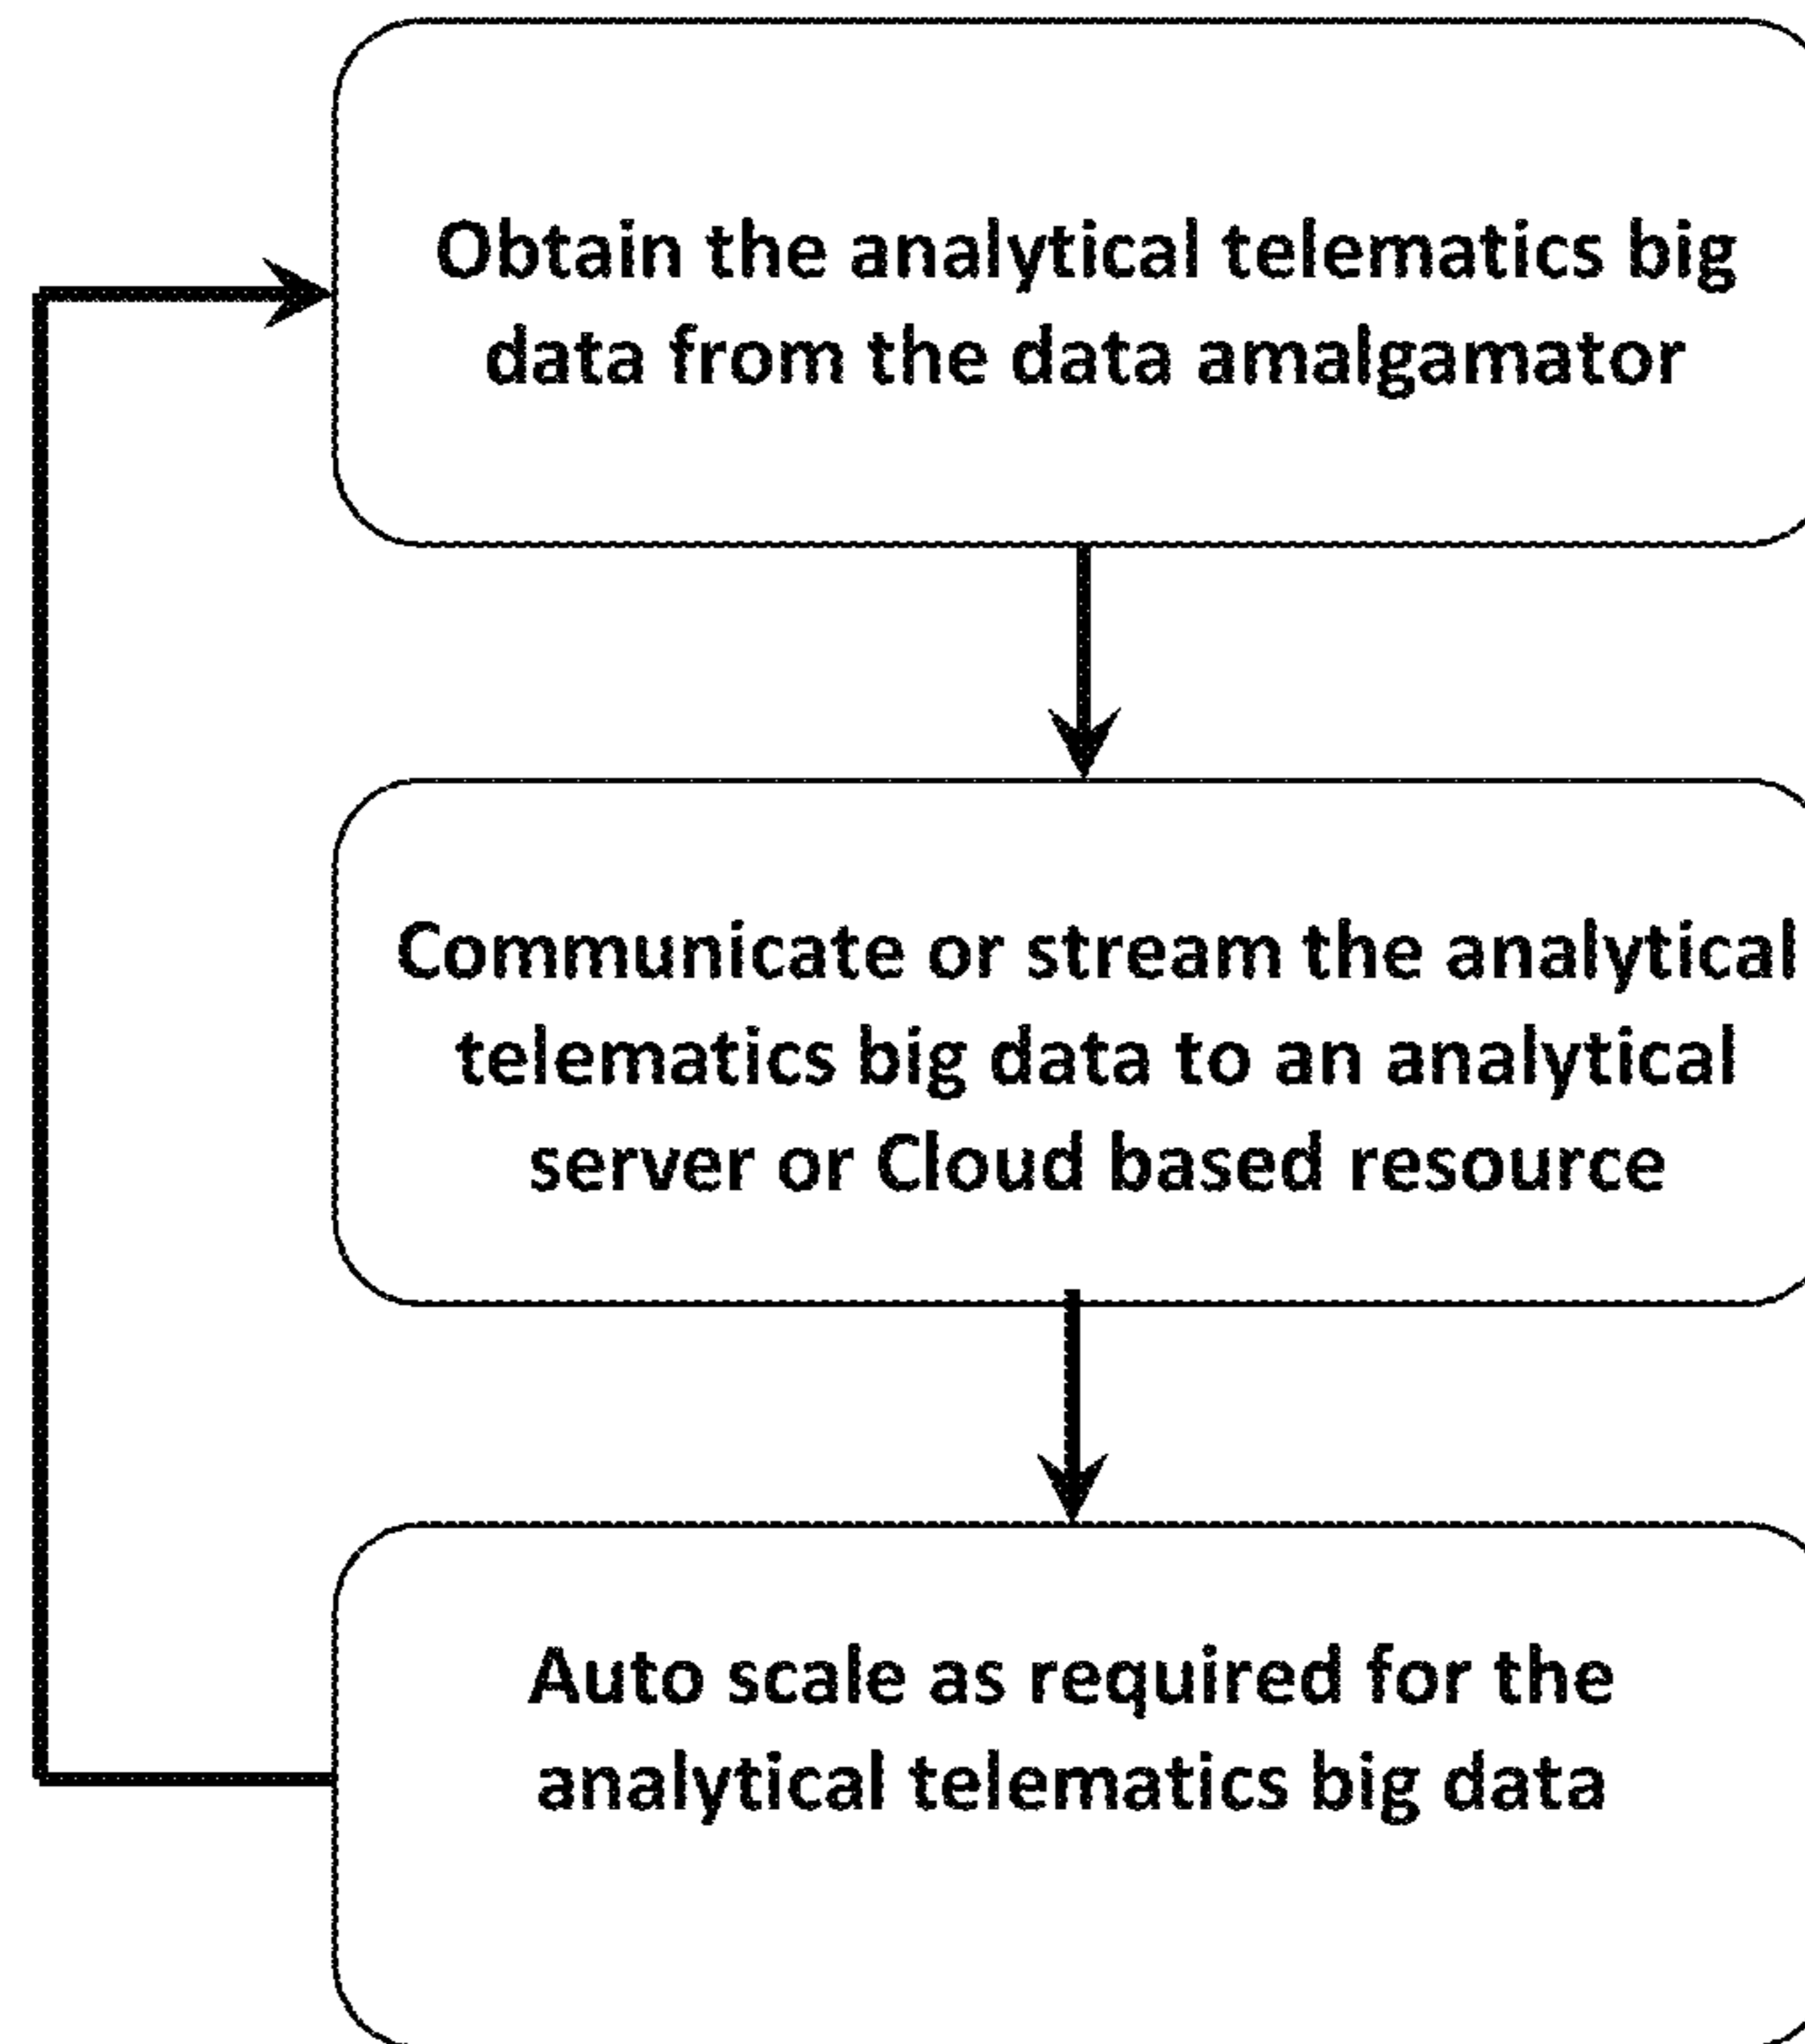 Obtain the analytical telematics big
data from the data amalgamator
Communicate or stream the analytical
telematics big data to an analytical
server or Cloud based resource
Auto scale as required for the
analytical telematics big data